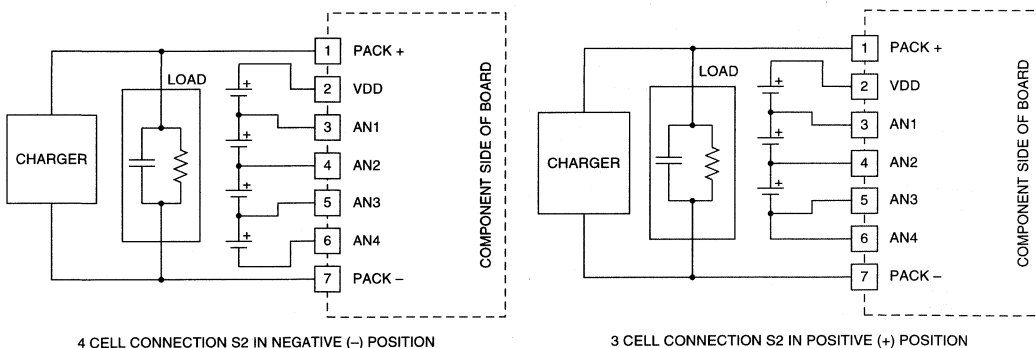 1 PACK +
LOAD
2 VDD
3 AN1
CHARGER
4 AN2
5 AN3
6 AN4
7 PACK –
COMPONENT SIDE OF BOARD
+
+
+
+
4 CELL CONNECTION S2 IN NEGATIVE (–) POSITION
1 PACK +
LOAD
2 VDD
3 AN1
CHARGER
4 AN2
5 AN3
6 AN4
7 PACK –
COMPONENT SIDE OF BOARD
+
+
+
3 CELL CONNECTION S2 IN POSITIVE (+) POSITION